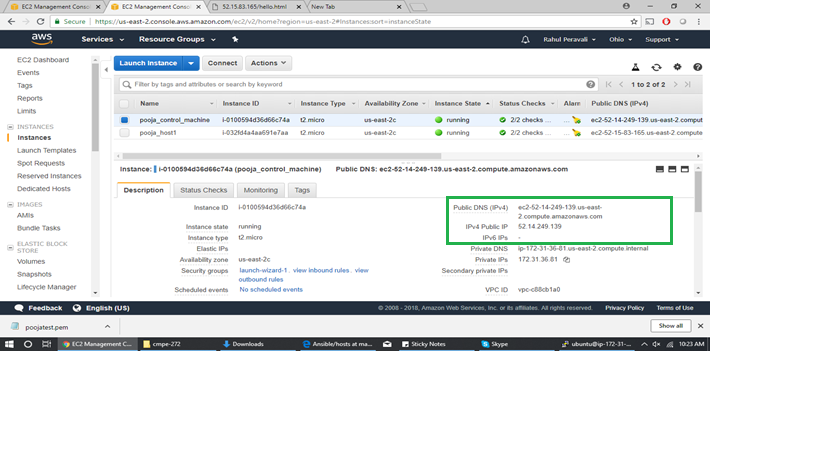 EC2 Management Conso
EC2 Management Conso
52.15.83.165/hello.html
New Tab
Secure
https://us-east-2.console.aws.amazon.com/ec2/v2/home?region=us-east-2#Instances:sort=instanceState
aws
Services
Resource Groups
Rahul Peravali
Ohio
Support
EC2 Dashboard
Events
Tags
Reports
Limits
INSTANCES
Instances
Launch Templates
Spot Requests
Reserved Instances
Dedicated Hosts
IMAGES
AMIs
Bundle Tasks
ELASTIC BLOCK
STORE
Volumes
Snapshots
Lifecycle Manager
Launch Instance
Connect
Actions
Filter by tags and attributes or search by keyword
1 to 2 of 2
Name Instance ID Instance Type Availability Zone Instance State Status Checks Alarm Public DNS (IPv4)
pooja_control_machine i-0100594d36d66c74a t2.micro us-east-2c running 2/2 checks ... ec2-52-14-249-139.us-east-2.comput
pooja_host1 i-032fd4a4aa691e7aa t2.micro us-east-2c running 2/2 checks ... ec2-52-15-83-165.us-east-2.compute
Instance: i-0100594d36d66c74a (pooja_control_machine) Public DNS: ec2-52-14-249-139.us-east-2.compute.amazonaws.com
Description
Status Checks
Monitoring
Tags
Instance ID i-0100594d36d66c74a
Instance state running
Instance type t2.micro
Elastic IPs
Availability zone us-east-2c
Security groups launch-wizard-1. view inbound rules. view
outbound rules
Scheduled events No scheduled events
Public DNS (IPv4) ec2-52-14-249-139.us-east-
2.compute.amazonaws.com
IPv4 Public IP 52.14.249.139
IPv6 IPs -
Private DNS ip-172-31-36-81.us-east-2.compute.internal
Private IPs 172.31.36.81
Secondary private IPs
VPC ID vpc-c88cb1a0
Feedback
English (US)
© 2008 - 2018, Amazon Web Services, Inc. or its affiliates. All rights reserved.
Privacy Policy
Terms of Use
poojatest.pem
Show all
EC2 Management C...
cmpe-272
Downloads
Ansible/hosts at ma...
Sticky Notes
Skype
ubuntu@ip-172-31-...
10:23 AM